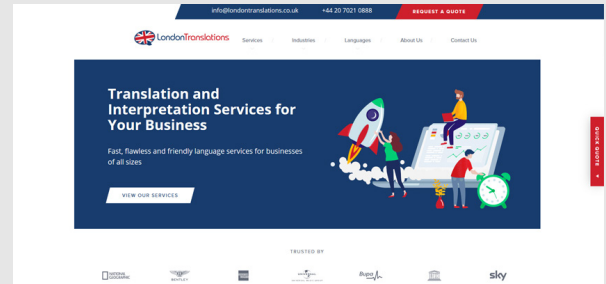 info@londontranslations.co.uk +44 20 7021 0888 REQUEST A QUOTE
LondonTranslations Services Industries Languages About Us Contact Us
Translation and
Interpretation Services for
Your Business
Fast, flawless and friendly language services for businesses
of all sizes
VIEW OUR SERVICES
QUICK QUOTE
TRUSTED BY
NATIONAL
GEOGRAPHIC
BENTLEY
Bupa
sky